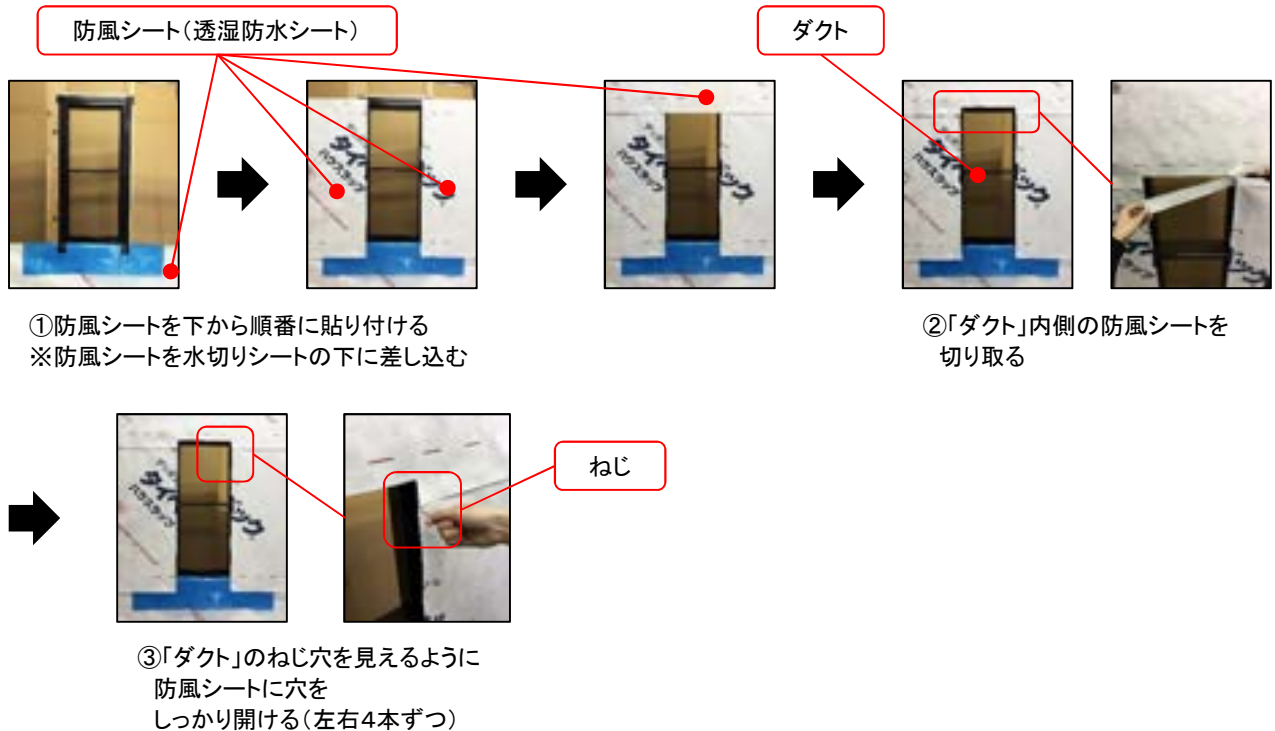 防風シート（透湿防水シート）
ダクト
①防風シートを下から順番に貼り付ける
※防風シートを水切りシートの下に差し込む
②「ダクト」内側の防風シートを
切り取る
ねじ
③「ダクト」のねじ穴を見えるように
防風シートに穴を
しっかり開ける（左右4本ずつ）